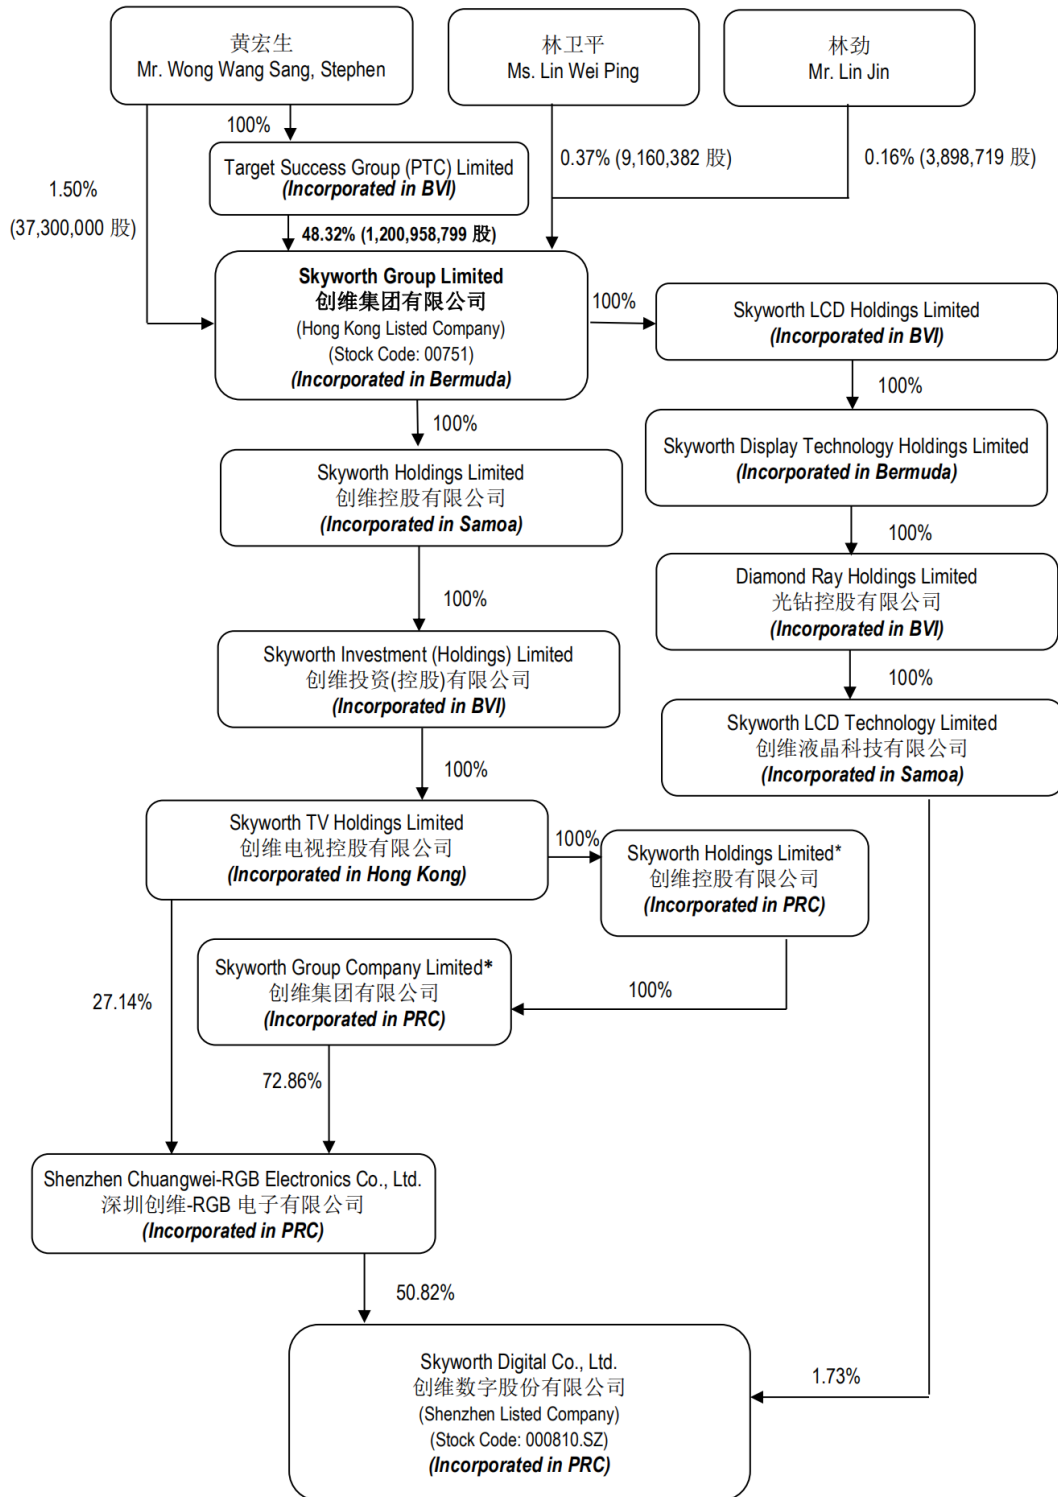 黄宏生
Mr. Wong Wang Sang, Stephen
林卫平
Ms. Lin Wei Ping
林劲
Mr. Lin Jin
100%
Target Success Group (PTC) Limited
(Incorporated in BVI)
0.37% (9,160,382 股)
0.16% (3,898,719 股)
1.50%
(37,300,000 股)
48.32% (1,200,958,799 股)
Skyworth Group Limited
创维集团有限公司
(Hong Kong Listed Company)
(Stock Code: 00751)
(Incorporated in Bermuda)
100%
Skyworth LCD Holdings Limited
(Incorporated in BVI)
100%
100%
Skyworth Display Technology Holdings Limited
(Incorporated in Bermuda)
Skyworth Holdings Limited
创维控股有限公司
(Incorporated in Samoa)
100%
Diamond Ray Holdings Limited
光钻控股有限公司
(Incorporated in BVI)
100%
Skyworth Investment (Holdings) Limited
创维投资(控股)有限公司
(Incorporated in BVI)
100%
Skyworth LCD Technology Limited
创维液晶科技有限公司
(Incorporated in Samoa)
100%
Skyworth TV Holdings Limited
创维电视控股有限公司
(Incorporated in Hong Kong)
100%
Skyworth Holdings Limited*
创维控股有限公司
(Incorporated in PRC)
Skyworth Group Company Limited*
创维集团有限公司
(Incorporated in PRC)
100%
27.14%
72.86%
Shenzhen Chuangwei-RGB Electronics Co., Ltd.
深圳创维-RGB 电子有限公司
(Incorporated in PRC)
50.82%
Skyworth Digital Co., Ltd.
创维数字股份有限公司
(Shenzhen Listed Company)
(Stock Code: 000810.SZ)
(Incorporated in PRC)
1.73%